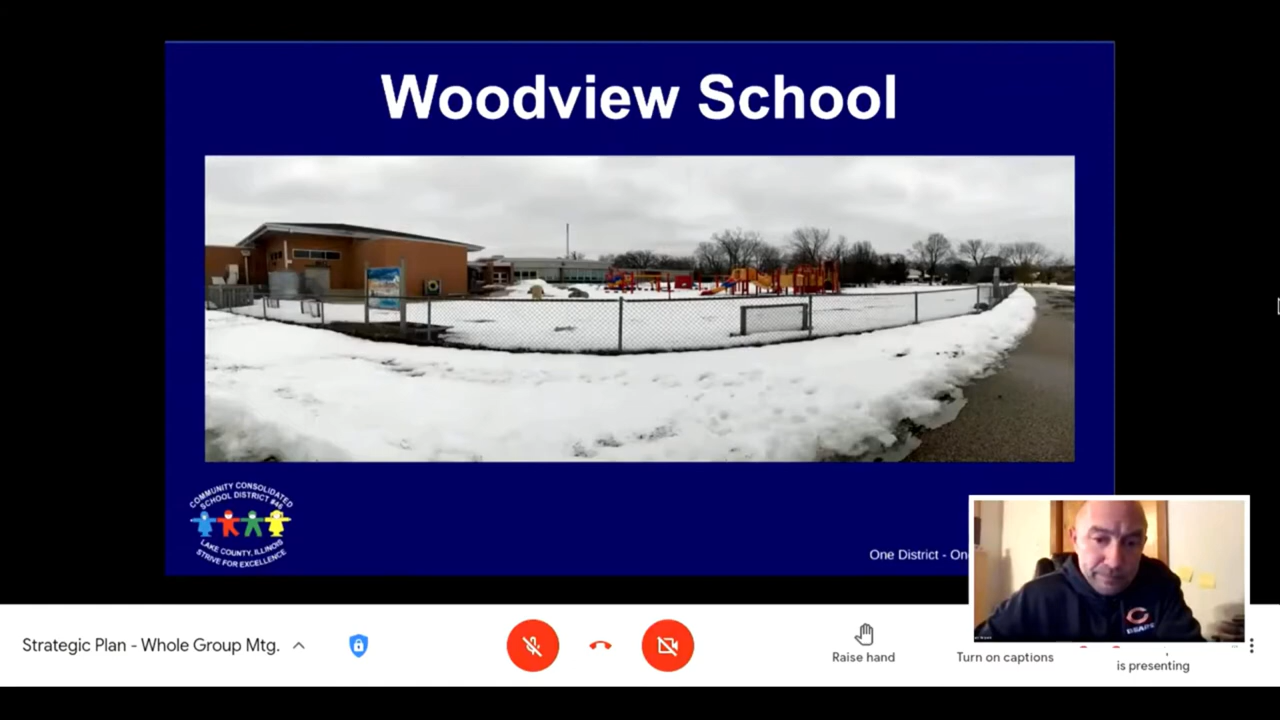 Woodview School
COMMUNITY CONSOLIDATED
SCHOOL DISTRICT #46
LAKE COUNTY, ILLINOIS
STRIVE FOR EXCELLENCE
One District - On
BEARS
Strategic Plan - Whole Group Mtg.
Raise hand
Turn on captions
is presenting